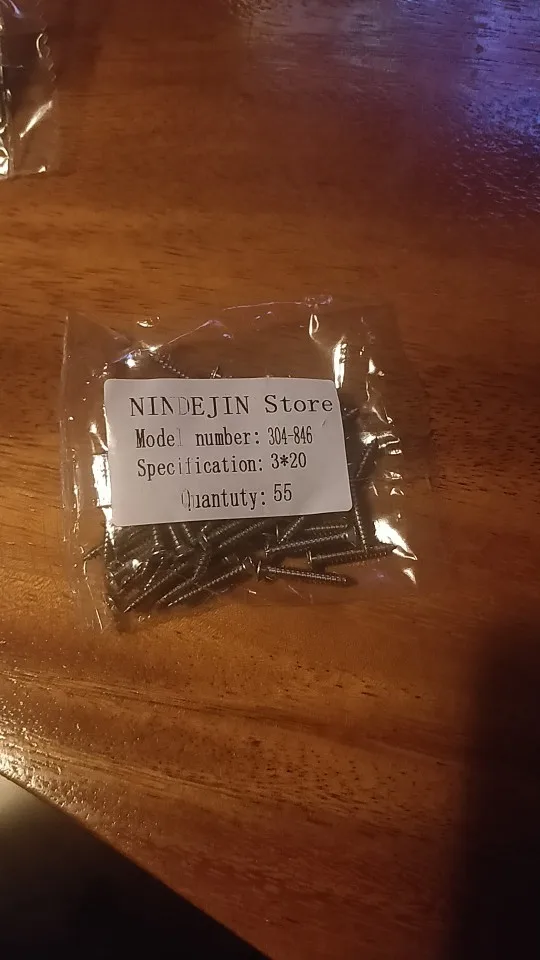 NINDEJIN Store
Model number: 304-846
Specification: 3*20
Quantuty: 55